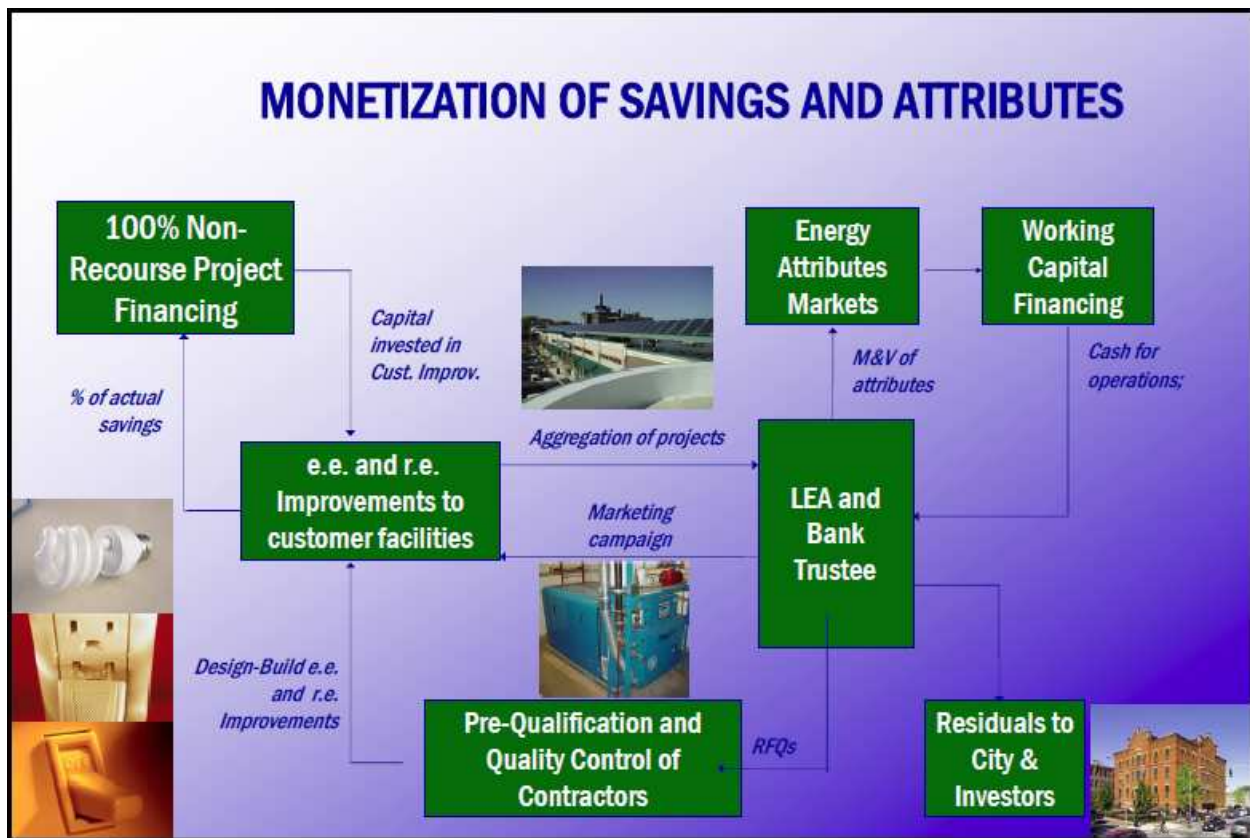 MONETIZATION OF SAVINGS AND ATTRIBUTES
100% Non-
Recourse Project
Financing
Energy
Attributes
Markets
Working
Capital
Financing
Capital
invested in
Cust. Improv.
M&V of
attributes
Cash for
operations;
% of actual
savings
Aggregation of projects
e.e. and r.e.
Improvements to
customer facilities
LEA and
Bank
Trustee
Marketing
campaign
Design-Build e.e.
and r.e.
Improvements
Pre-Qualification and
Quality Control of
Contractors
RFQs
Residuals to
City &
Investors